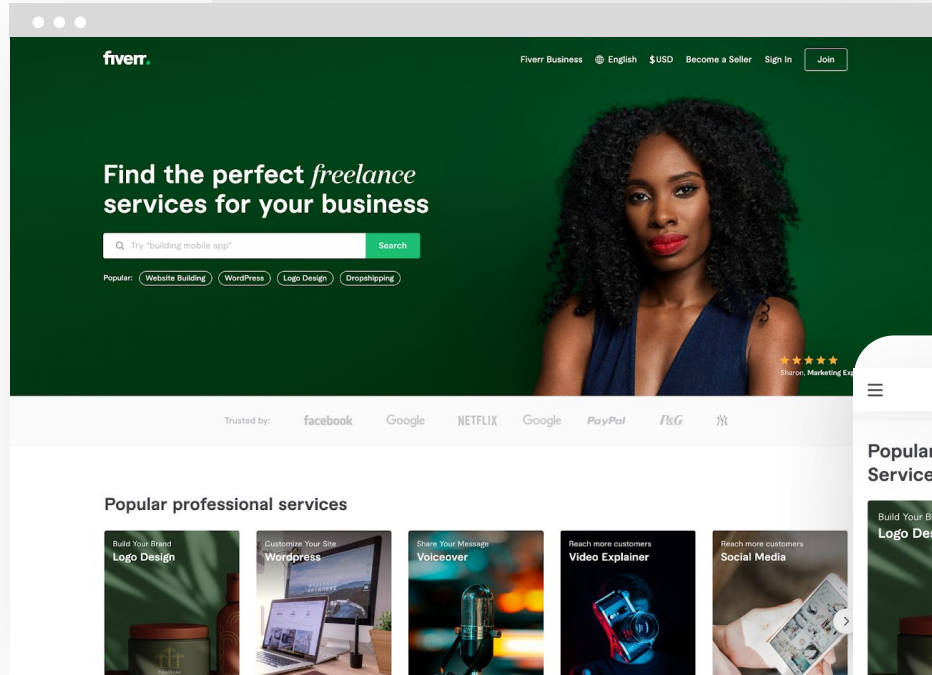 fiverr.
Fiverr Business English $USD Become a Seller Sign In Join
Find the perfect freelance
services for your business
Try "building mobile app" Search
Popular: Website Building WordPress Logo Design Dropshipping
Sharon, Marketing Exp
Trusted by: facebook Google NETFLIX Google PayPal P&G
Popular professional services
Build Your Brand
Logo Design
Customize Your Site
Wordpress
Share Your Message
Voiceover
Reach more customers
Video Explainer
Reach more customers
Social Media
Popular
Service
Build Your B
Logo Des